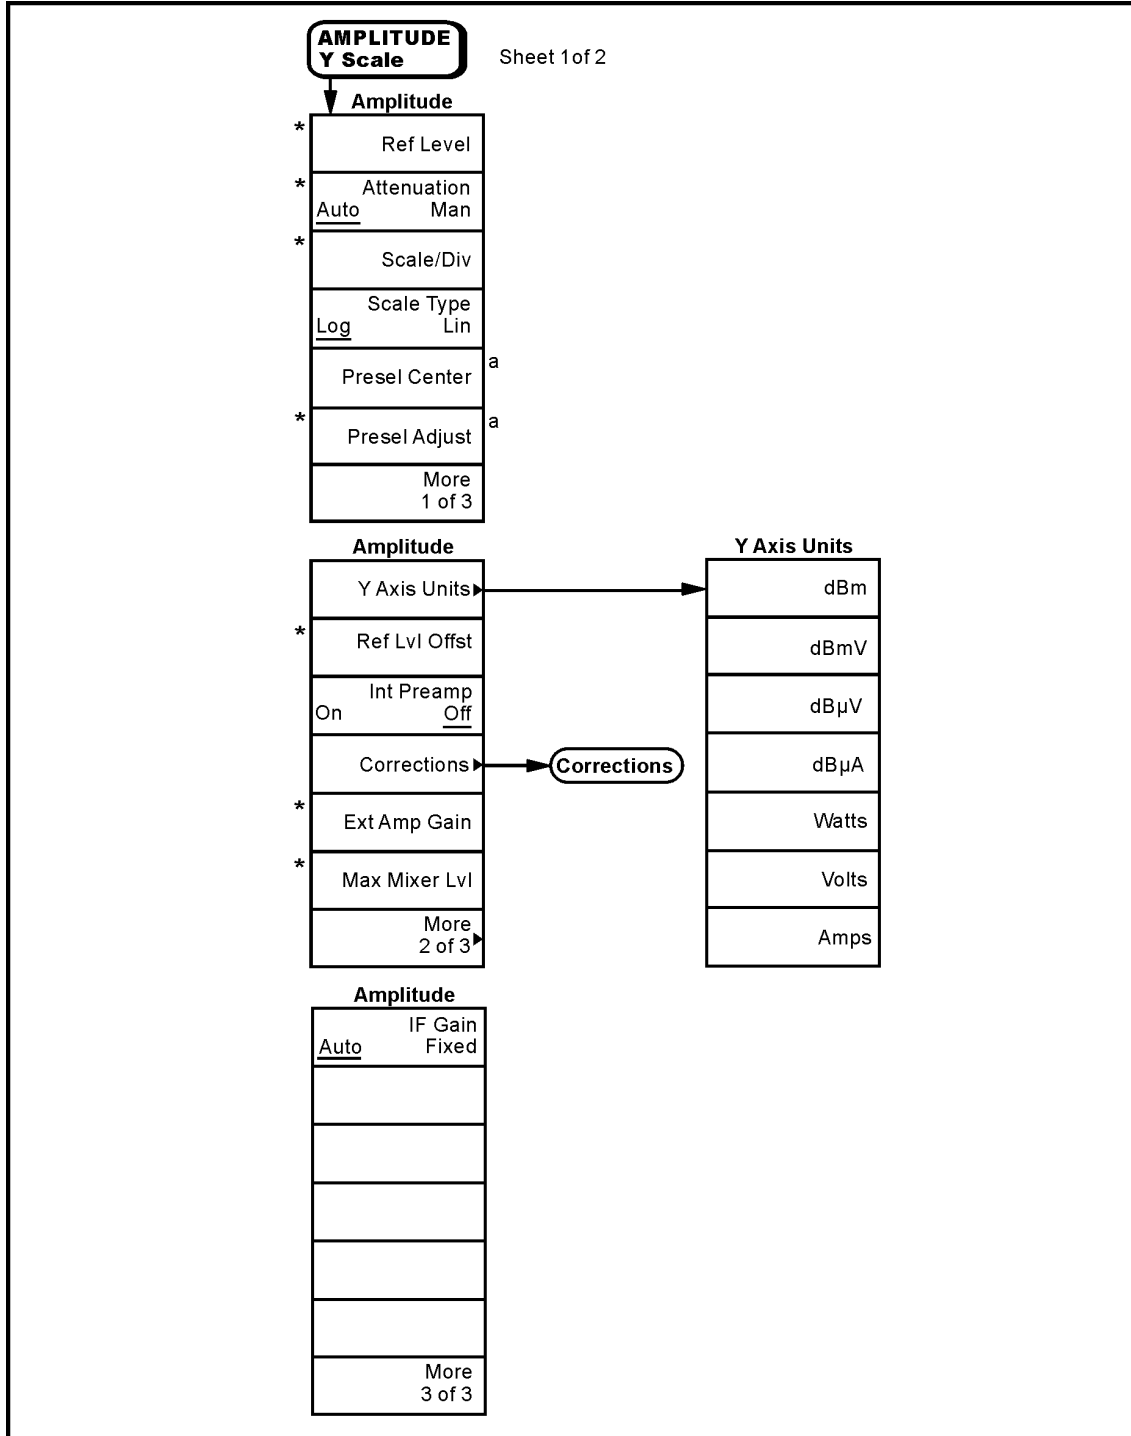 AMPLITUDE
Y Scale
Sheet 1of 2
Amplitude
*
Ref Level
*
Attenuation
Auto Man
*
Scale/Div
Scale Type
Log Lin
Presel Center
a
*
Presel Adjust
a
More
1 of 3
Amplitude
Y Axis Units
*
Ref Lvl Offst
Int Preamp
On Off
Corrections
Corrections
*
Ext Amp Gain
*
Max Mixer Lvl
More
2 of 3
Y Axis Units
dBm
dBmV
dBµV
dBµA
Watts
Volts
Amps
Amplitude
IF Gain
Auto Fixed
More
3 of 3